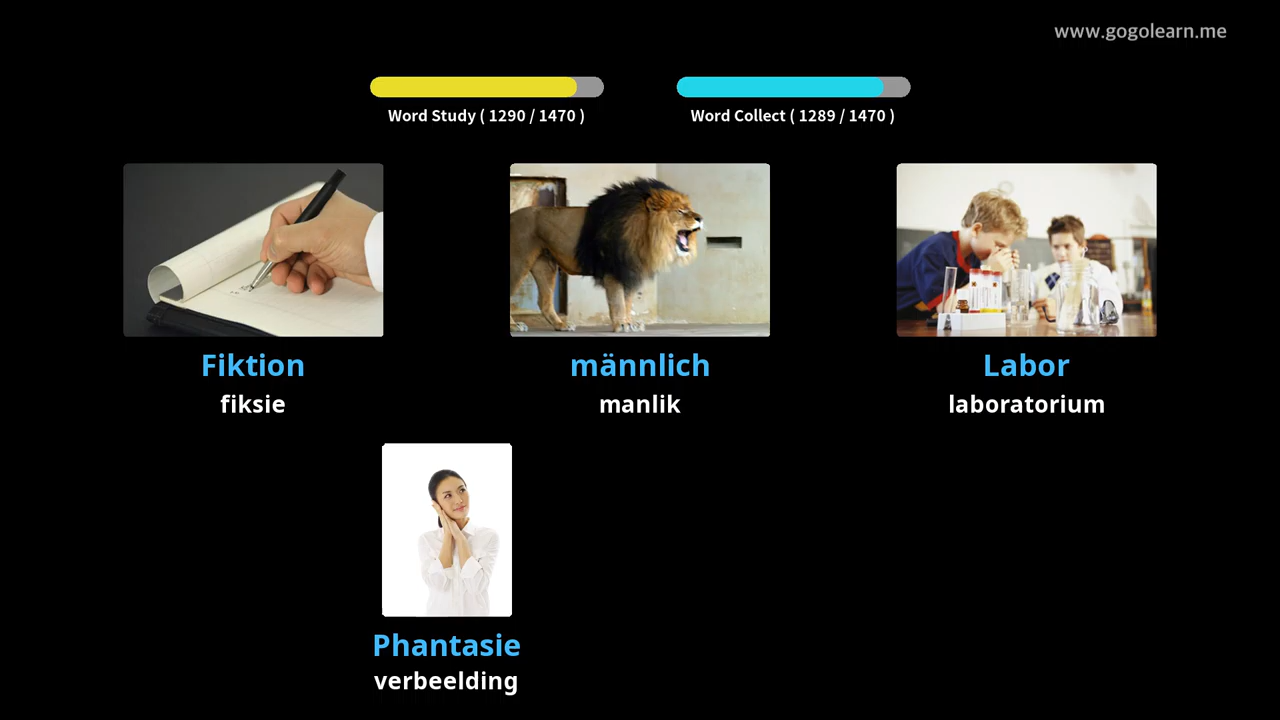 www.gogolearn.me
Word Study ( 1290 / 1470 )
Word Collect ( 1289 / 1470 )
Fiktion
fiksie
männlich
manlik
Labor
laboratorium
Phantasie
verbeelding